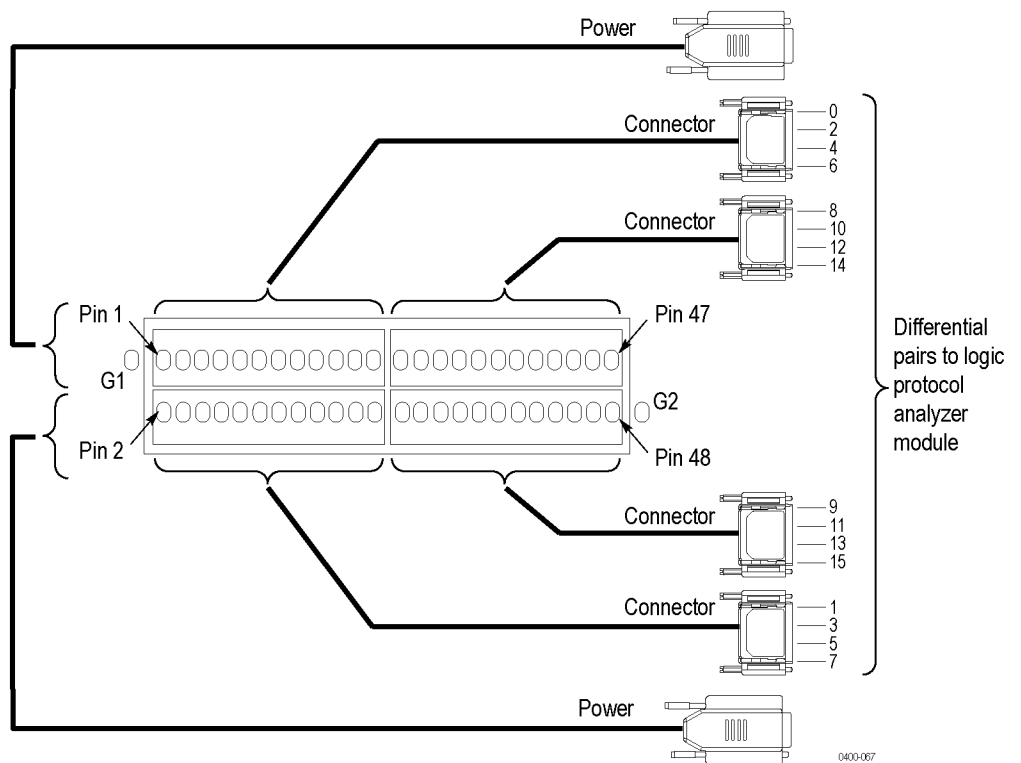 Power
Connector
0
2
4
6
Connector
8
10
12
14
Pin 1
Pin 47
G1
G2
Pin 2
Pin 48
Differential
pairs to logic
protocol
analyzer
module
Connector
9
11
13
15
Connector
1
3
5
7
Power
0400-067